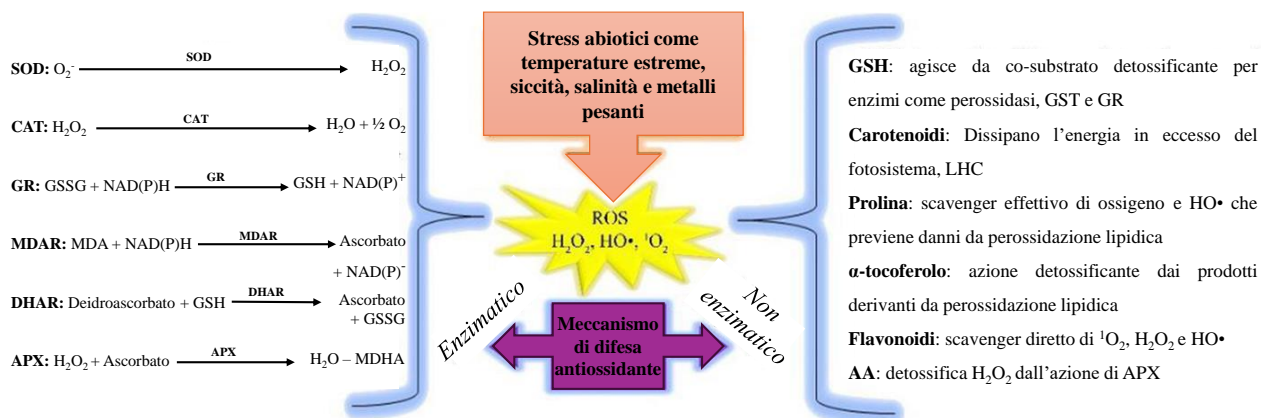 SOD
SOD: O₂⁻ H₂O₂
CAT
CAT: H₂O₂ H₂O + ½ O₂
GR
GR: GSSG + NAD(P)H GSH + NAD(P)⁺
MDAR
MDAR: MDA + NAD(P)H Ascorbato
+ NAD(P)⁻
DHAR
DHAR: Deidroascorbato + GSH Ascorbato
+ GSSG
APX
APX: H₂O₂ + Ascorbato H₂O – MDHA
Stress abiotici come
temperature estreme,
siccità, salinità e metalli
pesanti
ROS
H₂O₂, HO•, ¹O₂
Enzimatico
Meccanismo
di difesa
antiossidante
Non
enzimatico
GSH: agisce da co-substrato detossificante per
enzimi come perossidasi, GST e GR
Carotenoidi: Dissipano l’energia in eccesso del
fotosistema, LHC
Prolina: scavenger effettivo di ossigeno e HO• che
previene danni da perossidazione lipidica
α-tocoferolo: azione detossificante dai prodotti
derivanti da perossidazione lipidica
Flavonoidi: scavenger diretto di ¹O₂, H₂O₂ e HO•
AA: detossifica H₂O₂ dall’azione di APX